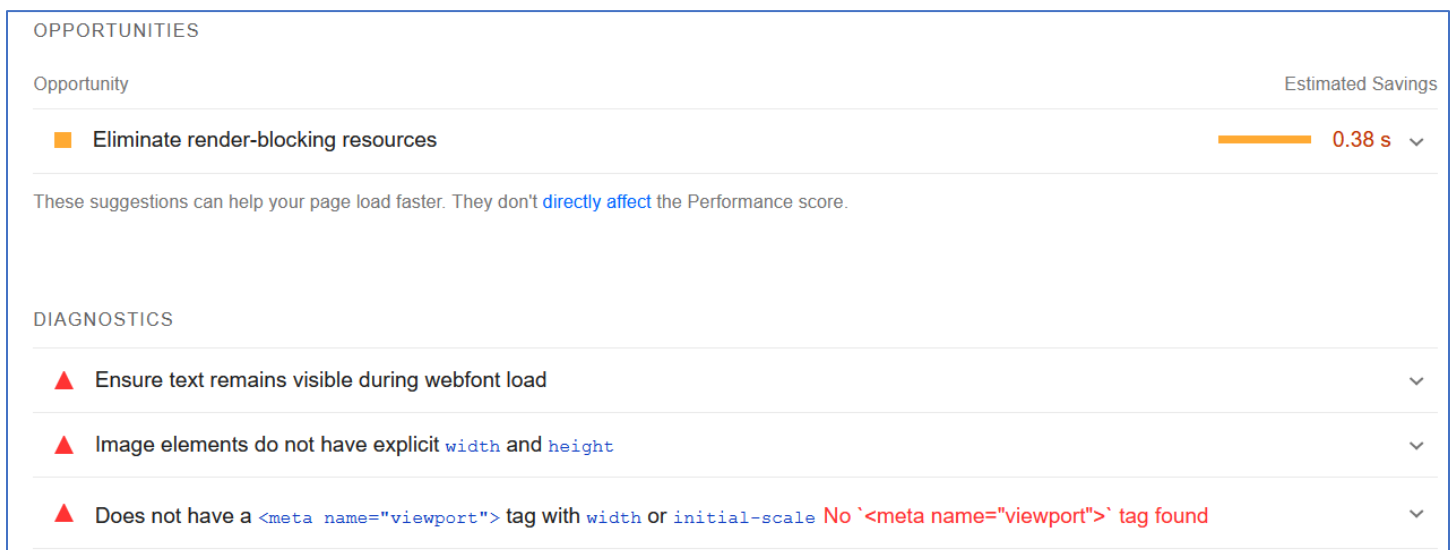 OPPORTUNITIES
Opportunity Estimated Savings
Eliminate render-blocking resources 0.38 s
These suggestions can help your page load faster. They don't directly affect the Performance score.
DIAGNOSTICS
Ensure text remains visible during webfont load
Image elements do not have explicit width and height
Does not have a <meta name="viewport"> tag with width or initial-scale No `<meta name="viewport">` tag found